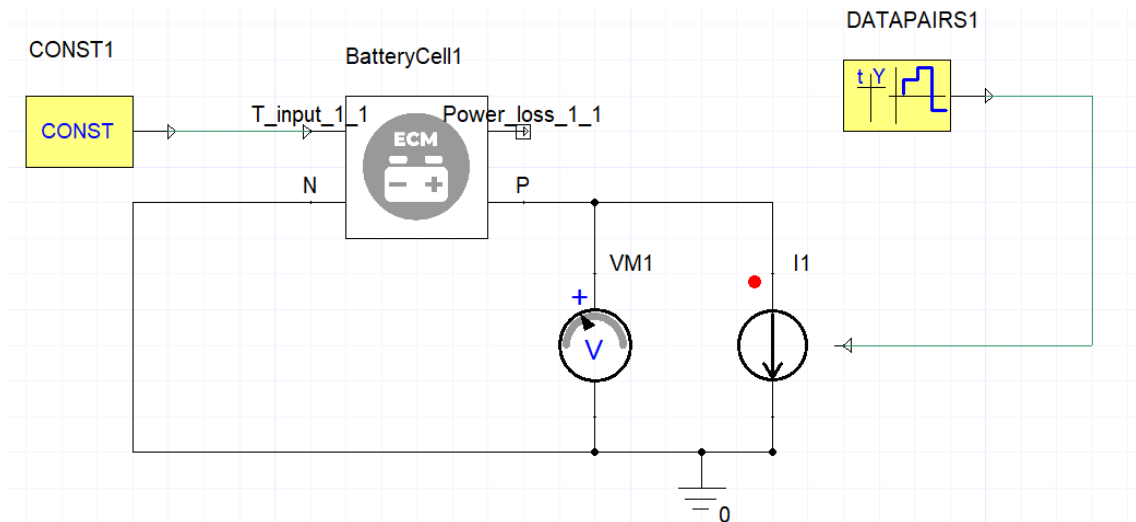 DATAPAIRS1
CONST1
BatteryCell1
t Y
T_input_1_1
Power_loss_1_1
CONST
ECM
N
P
VM1
I1
V
0